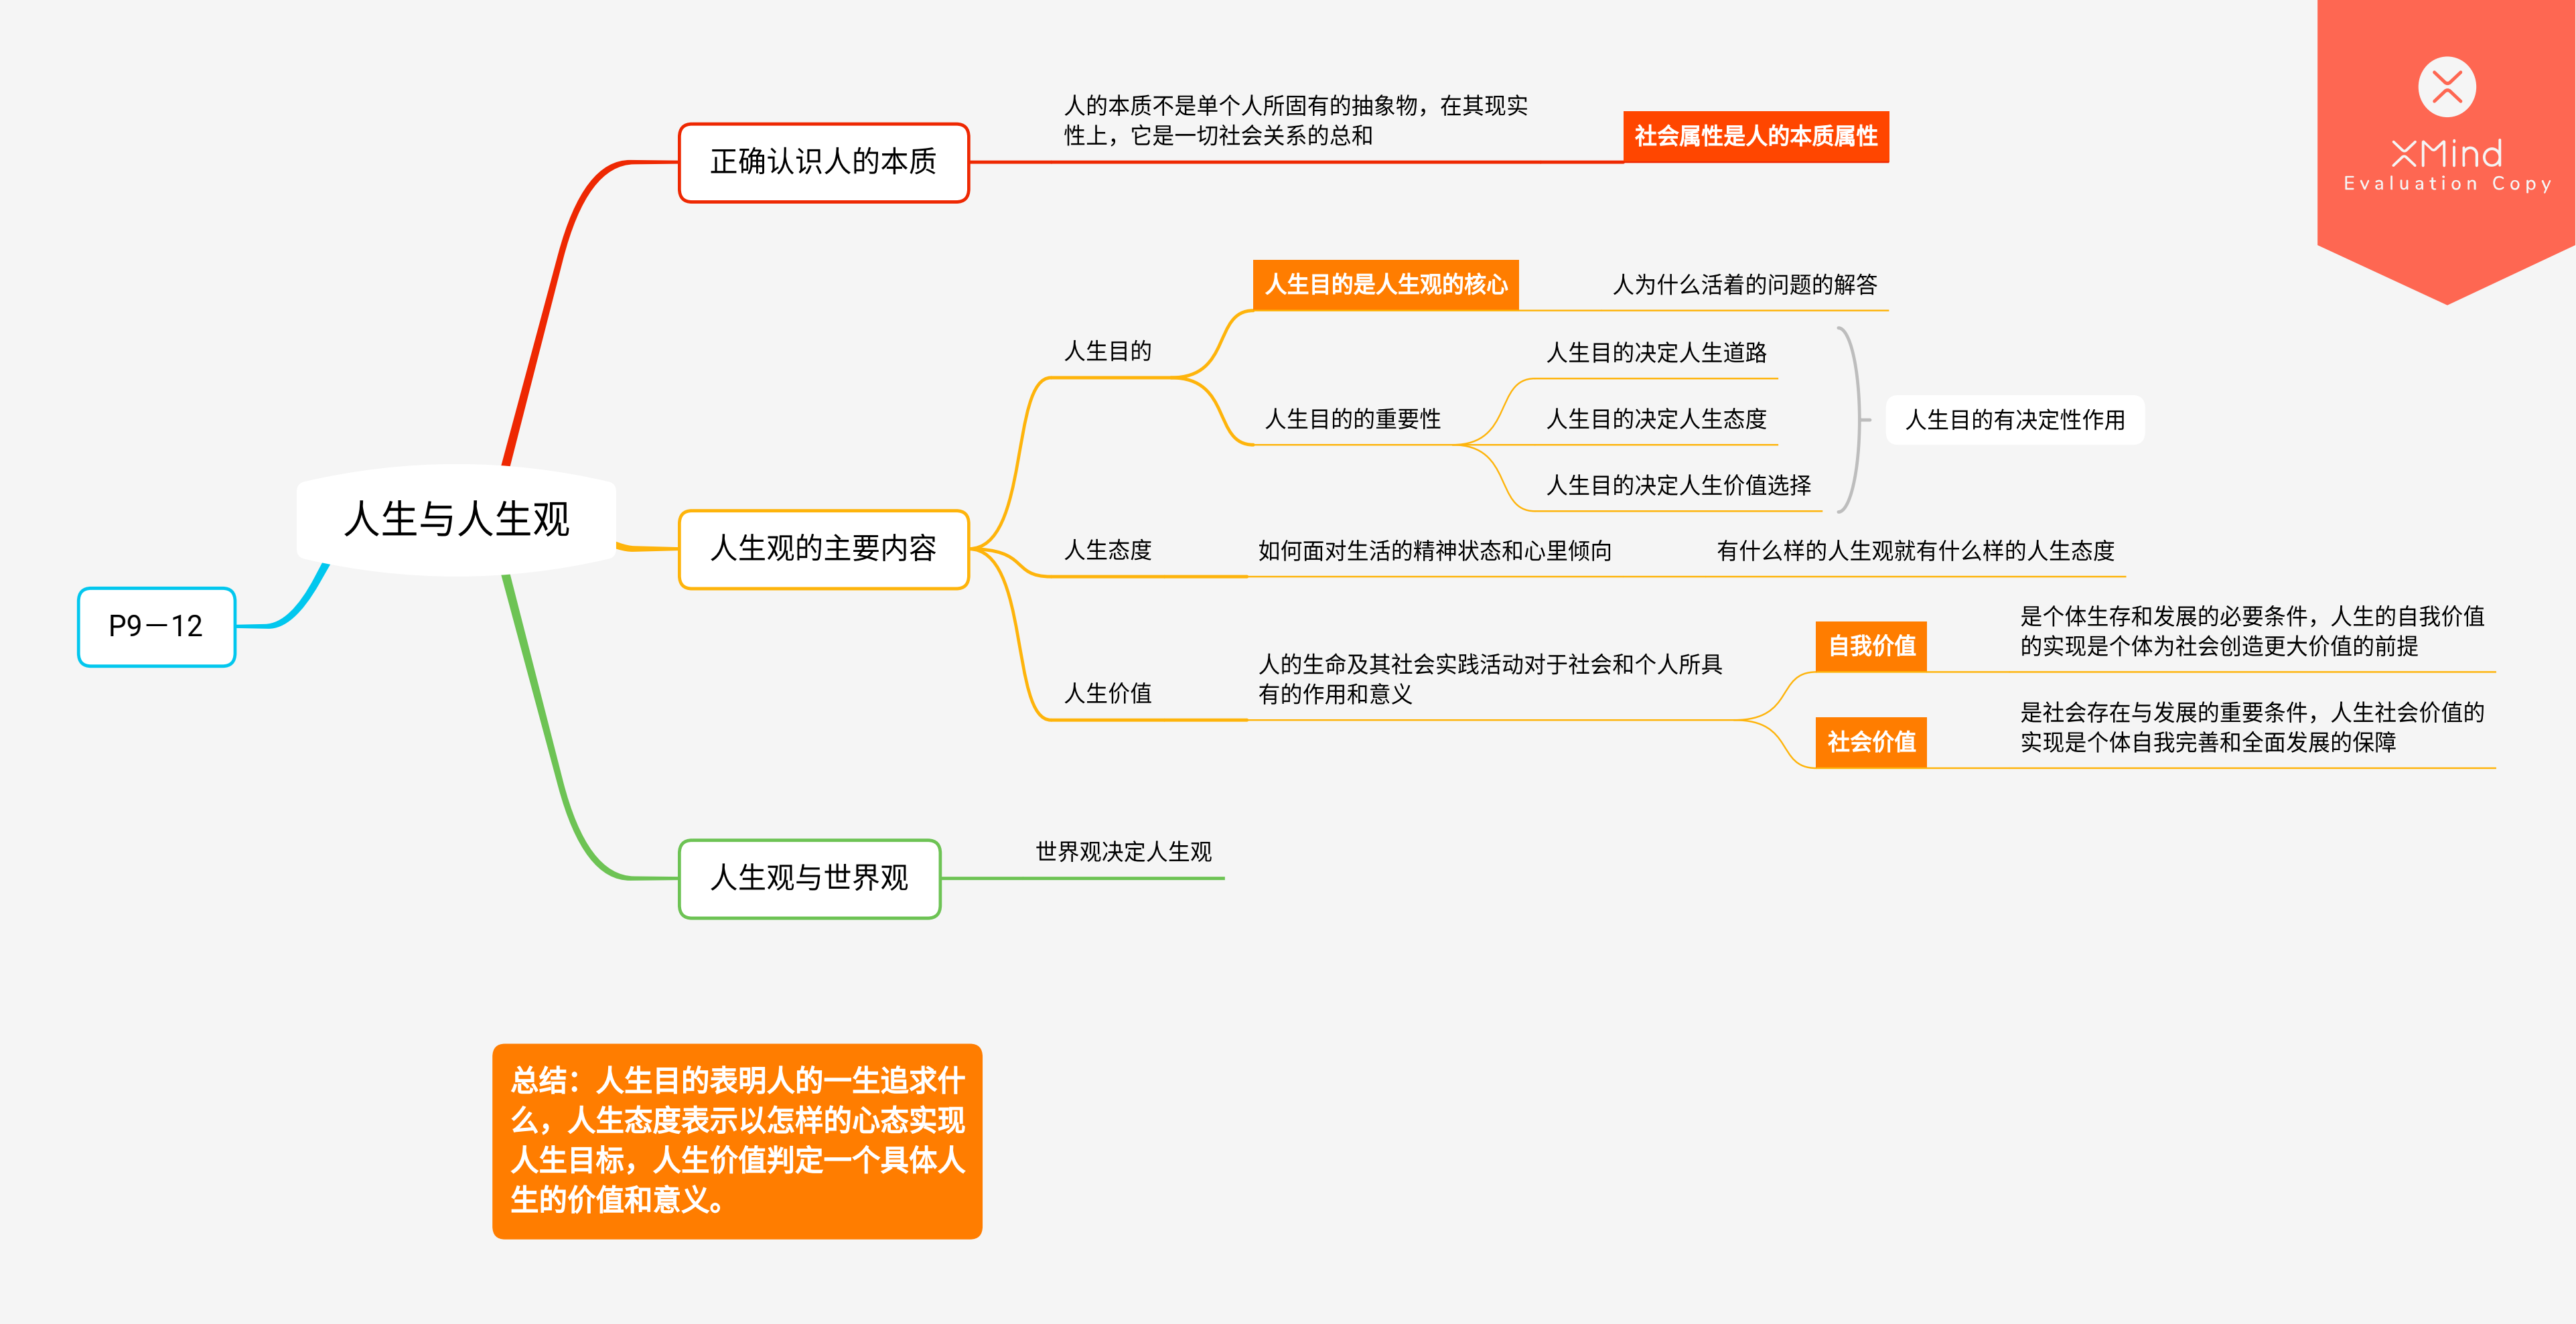 XMind
Evaluation Copy
人生与人生观
正确认识人的本质
人的本质不是单个人所固有的抽象物，在其现实
性上，它是一切社会关系的总和
社会属性是人的本质属性
人生观的主要内容
人生目的
人生目的是人生观的核心
人为什么活着的问题的解答
人生目的的重要性
人生目的决定人生道路
人生目的决定人生态度
人生目的决定人生价值选择
人生目的有决定性作用
人生态度
如何面对生活的精神状态和心里倾向
有什么样的人生观就有什么样的人生态度
人生价值
人的生命及其社会实践活动对于社会和个人所具
有的作用和意义
自我价值
是个体生存和发展的必要条件，人生的自我价值
的实现是个体为社会创造更大价值的前提
社会价值
是社会存在与发展的重要条件，人生社会价值的
实现是个体自我完善和全面发展的保障
人生观与世界观
世界观决定人生观
P9－12
总结：人生目的表明人的一生追求什
么，人生态度表示以怎样的心态实现
人生目标，人生价值判定一个具体人
生的价值和意义。